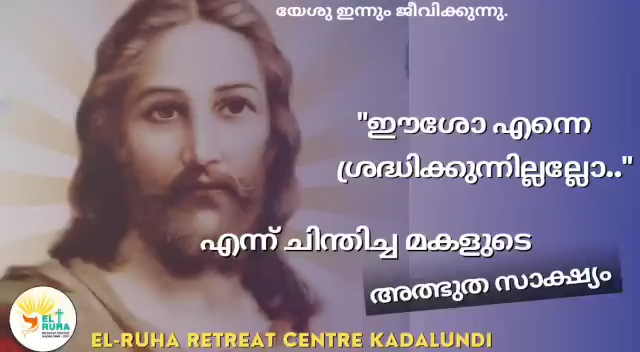 യേശു ഇന്നും ജീവിക്കുന്നു.
"ഈശോ എന്നെ
ശ്രദ്ധിക്കുന്നില്ലല്ലോ.."
എന്ന് ചിന്തിച്ച മകളുടെ
അത്ഭുത സാക്ഷ്യം
EL
RUHA
EL-RUHA RETREAT CENTRE KADALUNDI